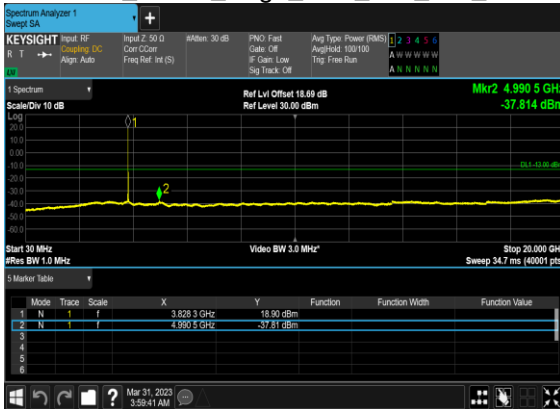 Spectrum Analyzer 1
Swept SA
+
KEYSIGHT Input: RF Input Z: 50 Ω #Atten: 30 dB PNO: Fast Avg Type: Power (RMS) 1 2 3 4 5 6
R T Coupling: DC Corr CCorr Gate: Off Avg|Hold: 100/100 A W W W W W
Align: Auto Freq Ref: Int (S) IF Gain: Low Trig: Free Run
Sig Track: Off A N N N N N
LW
1 Spectrum Ref Lvl Offset 18.69 dB Mkr2 4.990 5 GHz
Scale/Div 10 dB Ref Level 30.00 dBm -37.814 dBm
Log
20.0
10.0
0.00
-10.0
DL1 -13.00 dBm
-20.0
-30.0
-40.0
-50.0
-60.0
1
2
Start 30 MHz Video BW 3.0 MHz* Stop 20.000 GHz
#Res BW 1.0 MHz Sweep 34.7 ms (40001 pts)
5 Marker Table
Mode Trace Scale X Y Function Function Width Function Value
1 N 1 f 3.828 3 GHz 18.90 dBm
2 N 1 f 4.990 5 GHz -37.81 dBm
3
4
5
6
? Mar 31, 2023
3:59:41 AM